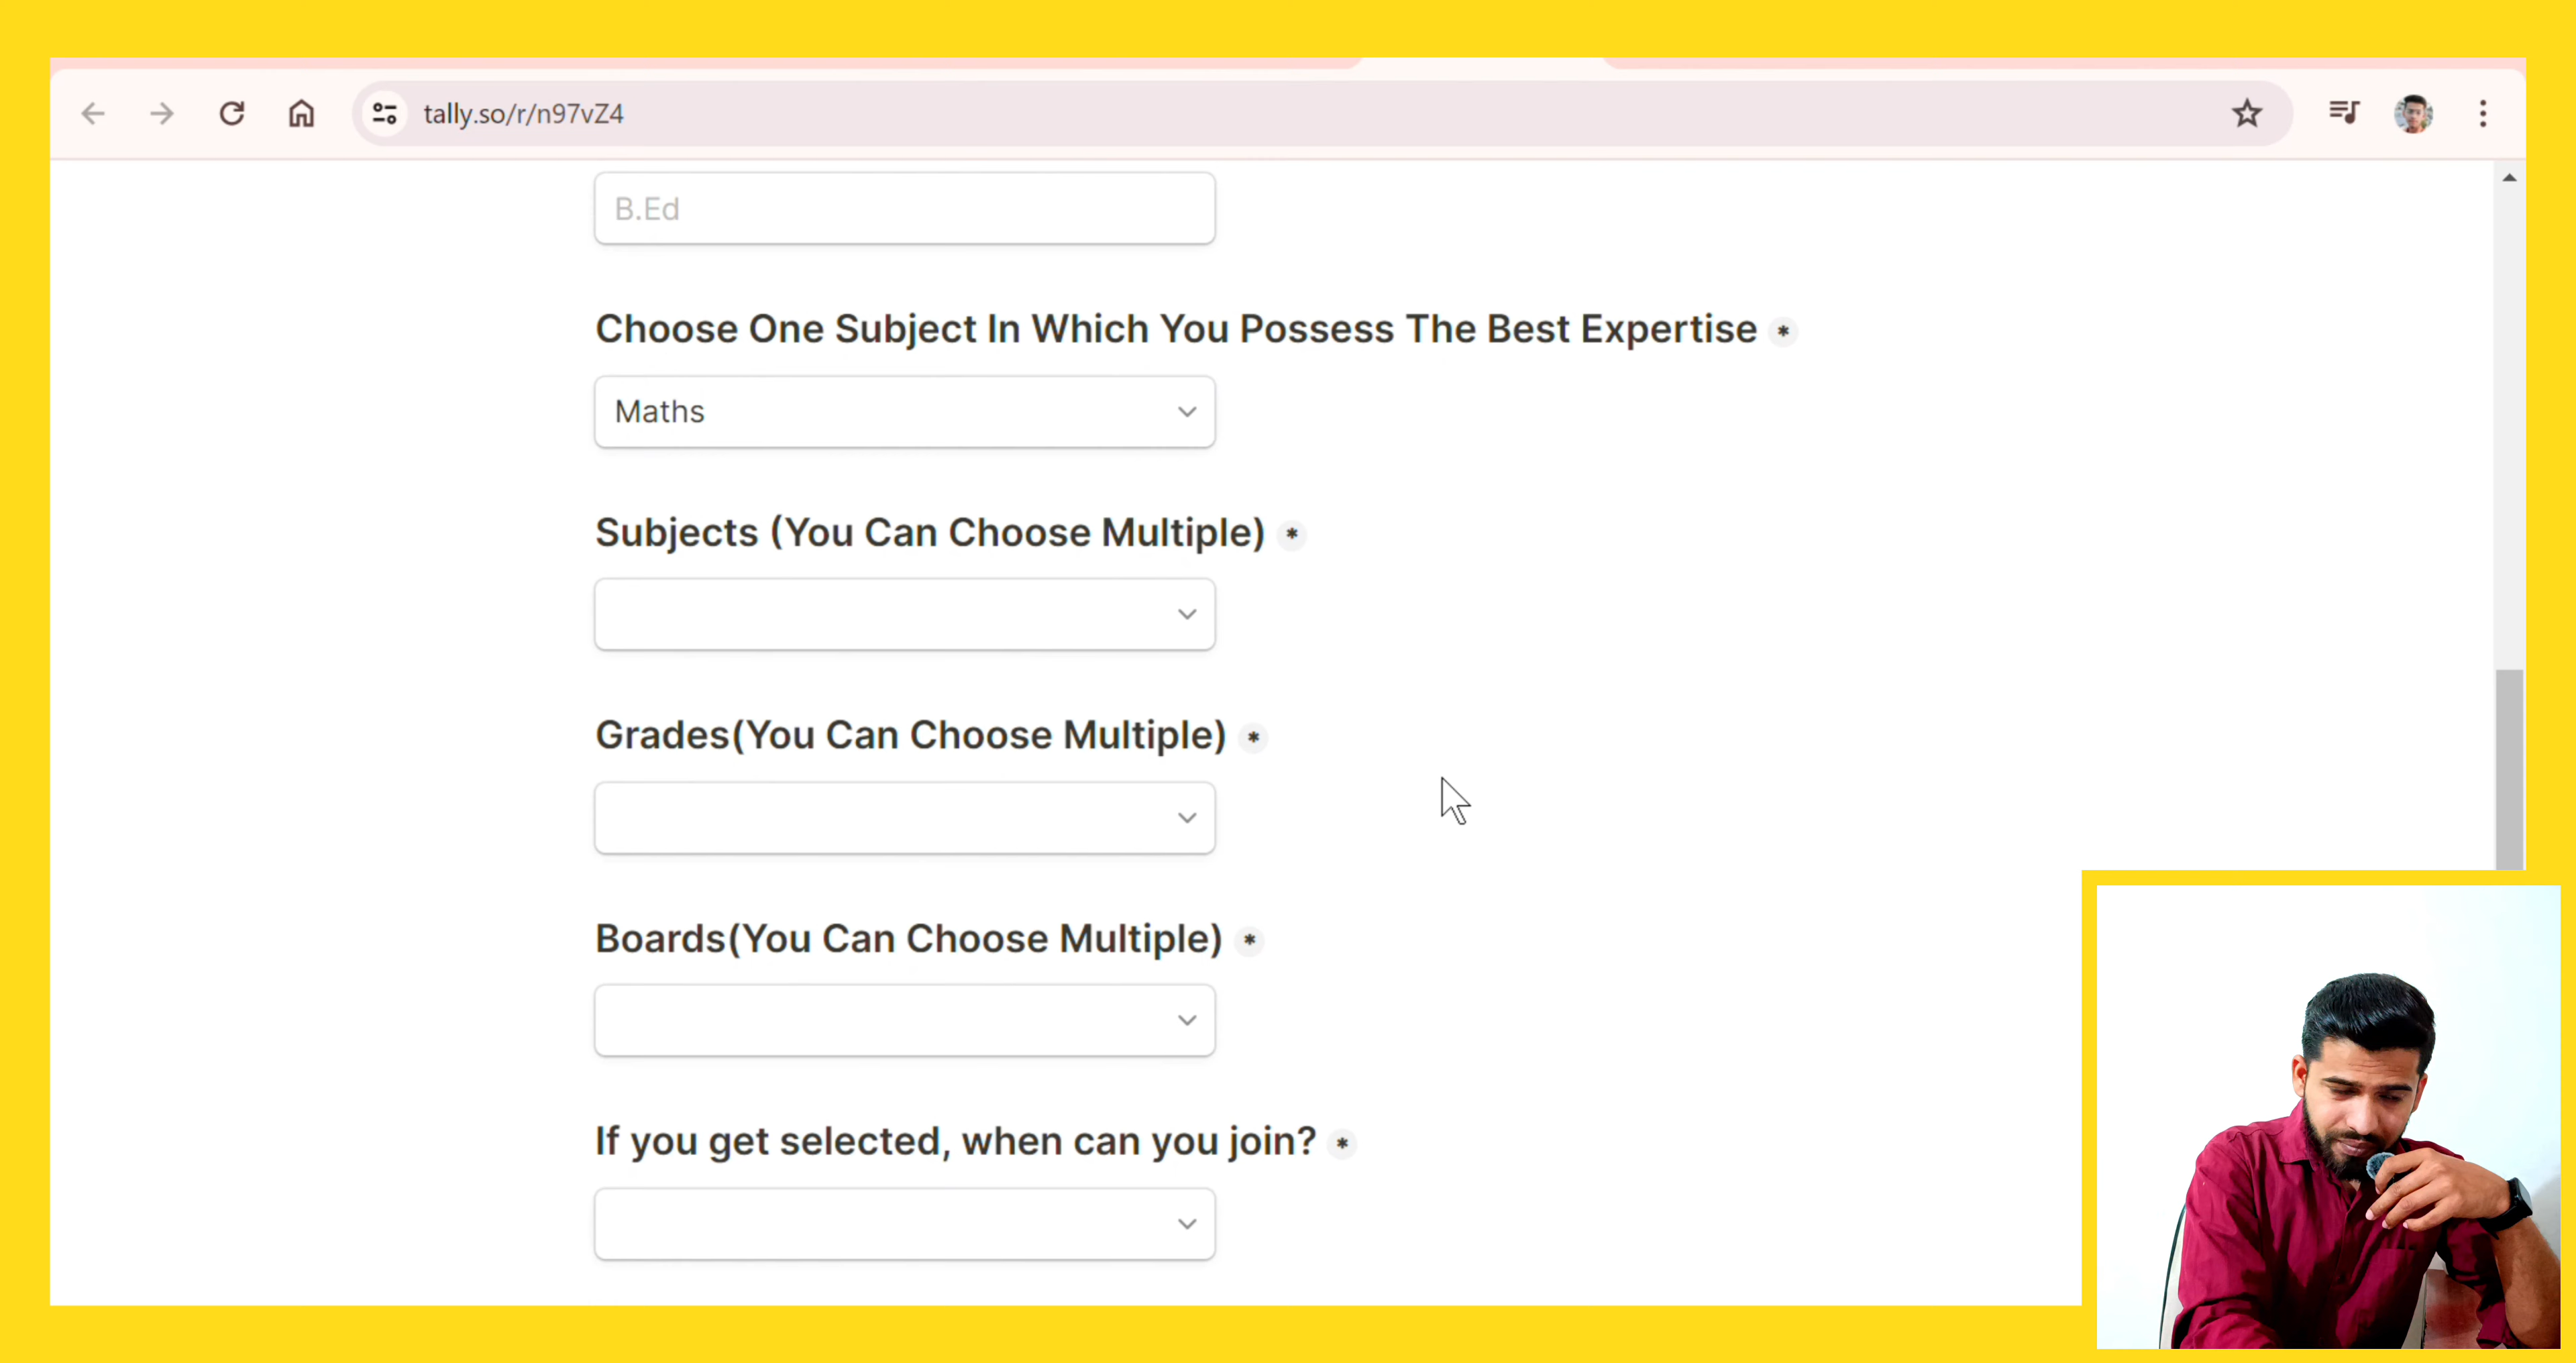 tally.so/r/n97vZ4
B.Ed
Choose One Subject In Which You Possess The Best Expertise *
Maths
Subjects (You Can Choose Multiple) *
Grades(You Can Choose Multiple) *
Boards(You Can Choose Multiple) *
If you get selected, when can you join? *